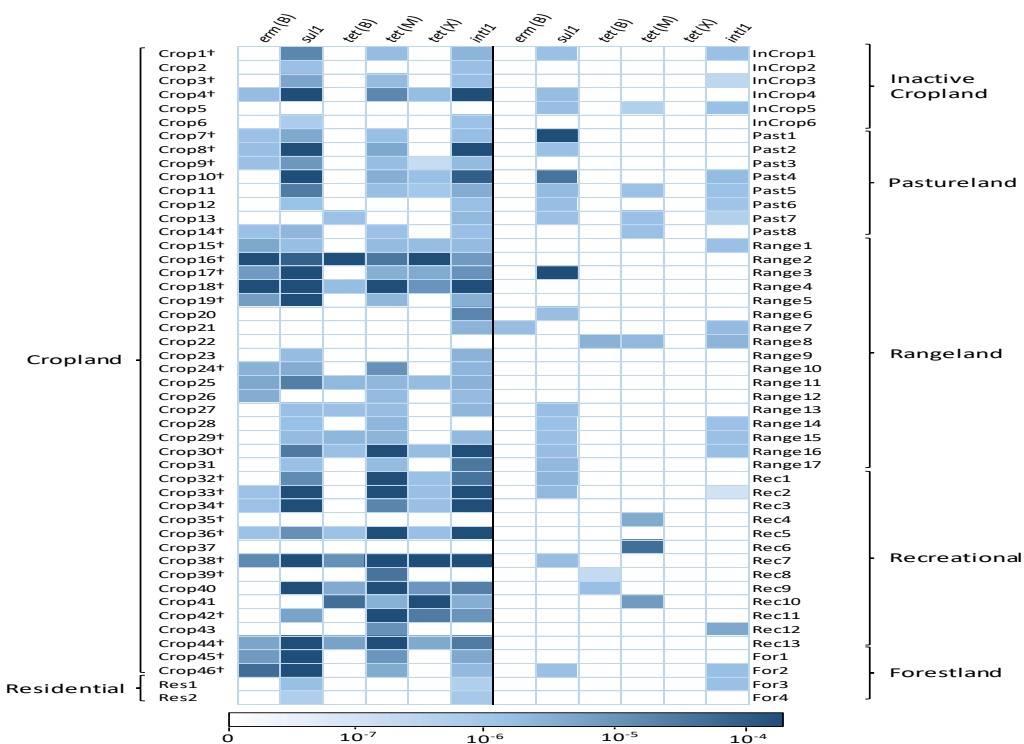 erm(B) sul1 tet(B) tet(M) tet(X) intI1 erm(B) sul1 tet(B) tet(M) tet(X) intI1
Crop1† InCrop1
Crop2 InCrop2
Crop3† InCrop3
Crop4† InCrop4
Crop5 InCrop5
Crop6 InCrop6
Crop7† Past1
Crop8† Past2
Crop9† Past3
Crop10† Past4
Crop11 Past5
Crop12 Past6
Crop13 Past7
Crop14† Past8
Crop15† Range1
Crop16† Range2
Crop17† Range3
Crop18† Range4
Crop19† Range5
Crop20 Range6
Crop21 Range7
Crop22 Range8
Crop23 Range9
Crop24† Range10
Crop25 Range11
Crop26 Range12
Crop27 Range13
Crop28 Range14
Crop29† Range15
Crop30† Range16
Crop31 Range17
Crop32† Rec1
Crop33† Rec2
Crop34† Rec3
Crop35† Rec4
Crop36† Rec5
Crop37 Rec6
Crop38† Rec7
Crop39† Rec8
Crop40 Rec9
Crop41 Rec10
Crop42† Rec11
Crop43 Rec12
Crop44† Rec13
Crop45† For1
Crop46† For2
Res1 For3
Res2 For4
Cropland
Residential
Inactive
Cropland
Pastureland
Rangeland
Recreational
Forestland
0 10-7 10-6 10-5 10-4